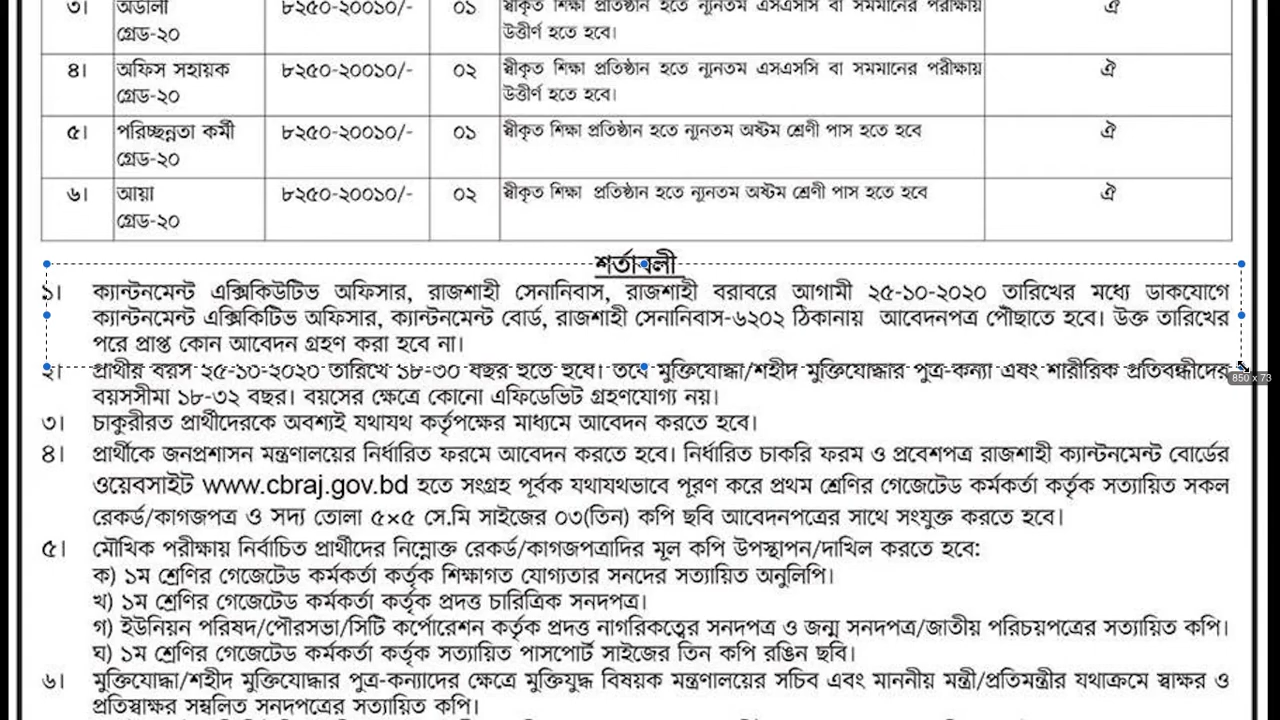 ৩। অর্ডালী ৮২৫০-২০০১০/- ০১ স্বীকৃত শিক্ষা প্রতিষ্ঠান হতে ন্যূনতম এসএসসি বা সমমানের পরীক্ষায় ঐ
গ্রেড-২০ উত্তীর্ণ হতে হবে।
৪। অফিস সহায়ক ৮২৫০-২০০১০/- ০২ স্বীকৃত শিক্ষা প্রতিষ্ঠান হতে ন্যূনতম এসএসসি বা সমমানের পরীক্ষায় ঐ
গ্রেড-২০ উত্তীর্ণ হতে হবে।
৫। পরিচ্ছন্নতা কর্মী ৮২৫০-২০০১০/- ০১ স্বীকৃত শিক্ষা প্রতিষ্ঠান হতে ন্যূনতম অষ্টম শ্রেণী পাস হতে হবে ঐ
গ্রেড-২০
৬। আয়া ৮২৫০-২০০১০/- ০২ স্বীকৃত শিক্ষা প্রতিষ্ঠান হতে ন্যূনতম অষ্টম শ্রেণী পাস হতে হবে ঐ
গ্রেড-২০
শর্তাবলী
১। ক্যান্টনমেন্ট এক্সিকিউটিভ অফিসার, রাজশাহী সেনানিবাস, রাজশাহী বরাবরে আগামী ২৫-১০-২০২০ তারিখের মধ্যে ডাকযোগে
ক্যান্টনমেন্ট এক্সিকিটিভ অফিসার, ক্যান্টনমেন্ট বোর্ড, রাজশাহী সেনানিবাস-৬২০২ ঠিকানায় আবেদনপত্র পৌঁছাতে হবে। উক্ত তারিখের
পরে প্রাপ্ত কোন আবেদন গ্রহণ করা হবে না।
২। প্রার্থীর বয়স ২৫-১০-২০২০ তারিখে ১৮-৩০ বছর হতে হবে। তবে মুক্তিযোদ্ধা/শহীদ মুক্তিযোদ্ধার পুত্র-কন্যা এবং শারীরিক প্রতিবন্ধীদের
850 x 73
বয়সসীমা ১৮-৩২ বছর। বয়সের ক্ষেত্রে কোনো এফিডেভিট গ্রহণযোগ্য নয়।
৩। চাকুরীরত প্রার্থীদেরকে অবশ্যই যথাযথ কর্তৃপক্ষের মাধ্যমে আবেদন করতে হবে।
৪। প্রার্থীকে জনপ্রশাসন মন্ত্রণালয়ের নির্ধারিত ফরমে আবেদন করতে হবে। নির্ধারিত চাকরি ফরম ও প্রবেশপত্র রাজশাহী ক্যান্টনমেন্ট বোর্ডের
ওয়েবসাইট www.cbraj.gov.bd হতে সংগ্রহ পূর্বক যথাযথভাবে পূরণ করে প্রথম শ্রেণির গেজেটেড কর্মকর্তা কর্তৃক সত্যায়িত সকল
রেকর্ড/কাগজপত্র ও সদ্য তোলা ৫×৫ সে.মি সাইজের ০৩(তিন) কপি ছবি আবেদনপত্রের সাথে সংযুক্ত করতে হবে।
৫। মৌখিক পরীক্ষায় নির্বাচিত প্রার্থীদের নিম্নোক্ত রেকর্ড/কাগজপত্রাদির মূল কপি উপস্থাপন/দাখিল করতে হবে:
ক) ১ম শ্রেণির গেজেটেড কর্মকর্তা কর্তৃক শিক্ষাগত যোগ্যতার সনদের সত্যায়িত অনুলিপি।
খ) ১ম শ্রেণির গেজেটেড কর্মকর্তা কর্তৃক প্রদত্ত চারিত্রিক সনদপত্র।
গ) ইউনিয়ন পরিষদ/পৌরসভা/সিটি কর্পোরেশন কর্তৃক প্রদত্ত নাগরিকত্বের সনদপত্র ও জন্ম সনদপত্র/জাতীয় পরিচয়পত্রের সত্যায়িত কপি।
ঘ) ১ম শ্রেণির গেজেটেড কর্মকর্তা কর্তৃক সত্যায়িত পাসপোর্ট সাইজের তিন কপি রঙিন ছবি।
৬। মুক্তিযোদ্ধা/শহীদ মুক্তিযোদ্ধার পুত্র-কন্যাদের ক্ষেত্রে মুক্তিযুদ্ধ বিষয়ক মন্ত্রণালয়ের সচিব এবং মাননীয় মন্ত্রী/প্রতিমন্ত্রীর যথাক্রমে স্বাক্ষর ও
প্রতিস্বাক্ষর সম্বলিত সনদপত্রের সত্যায়িত কপি।